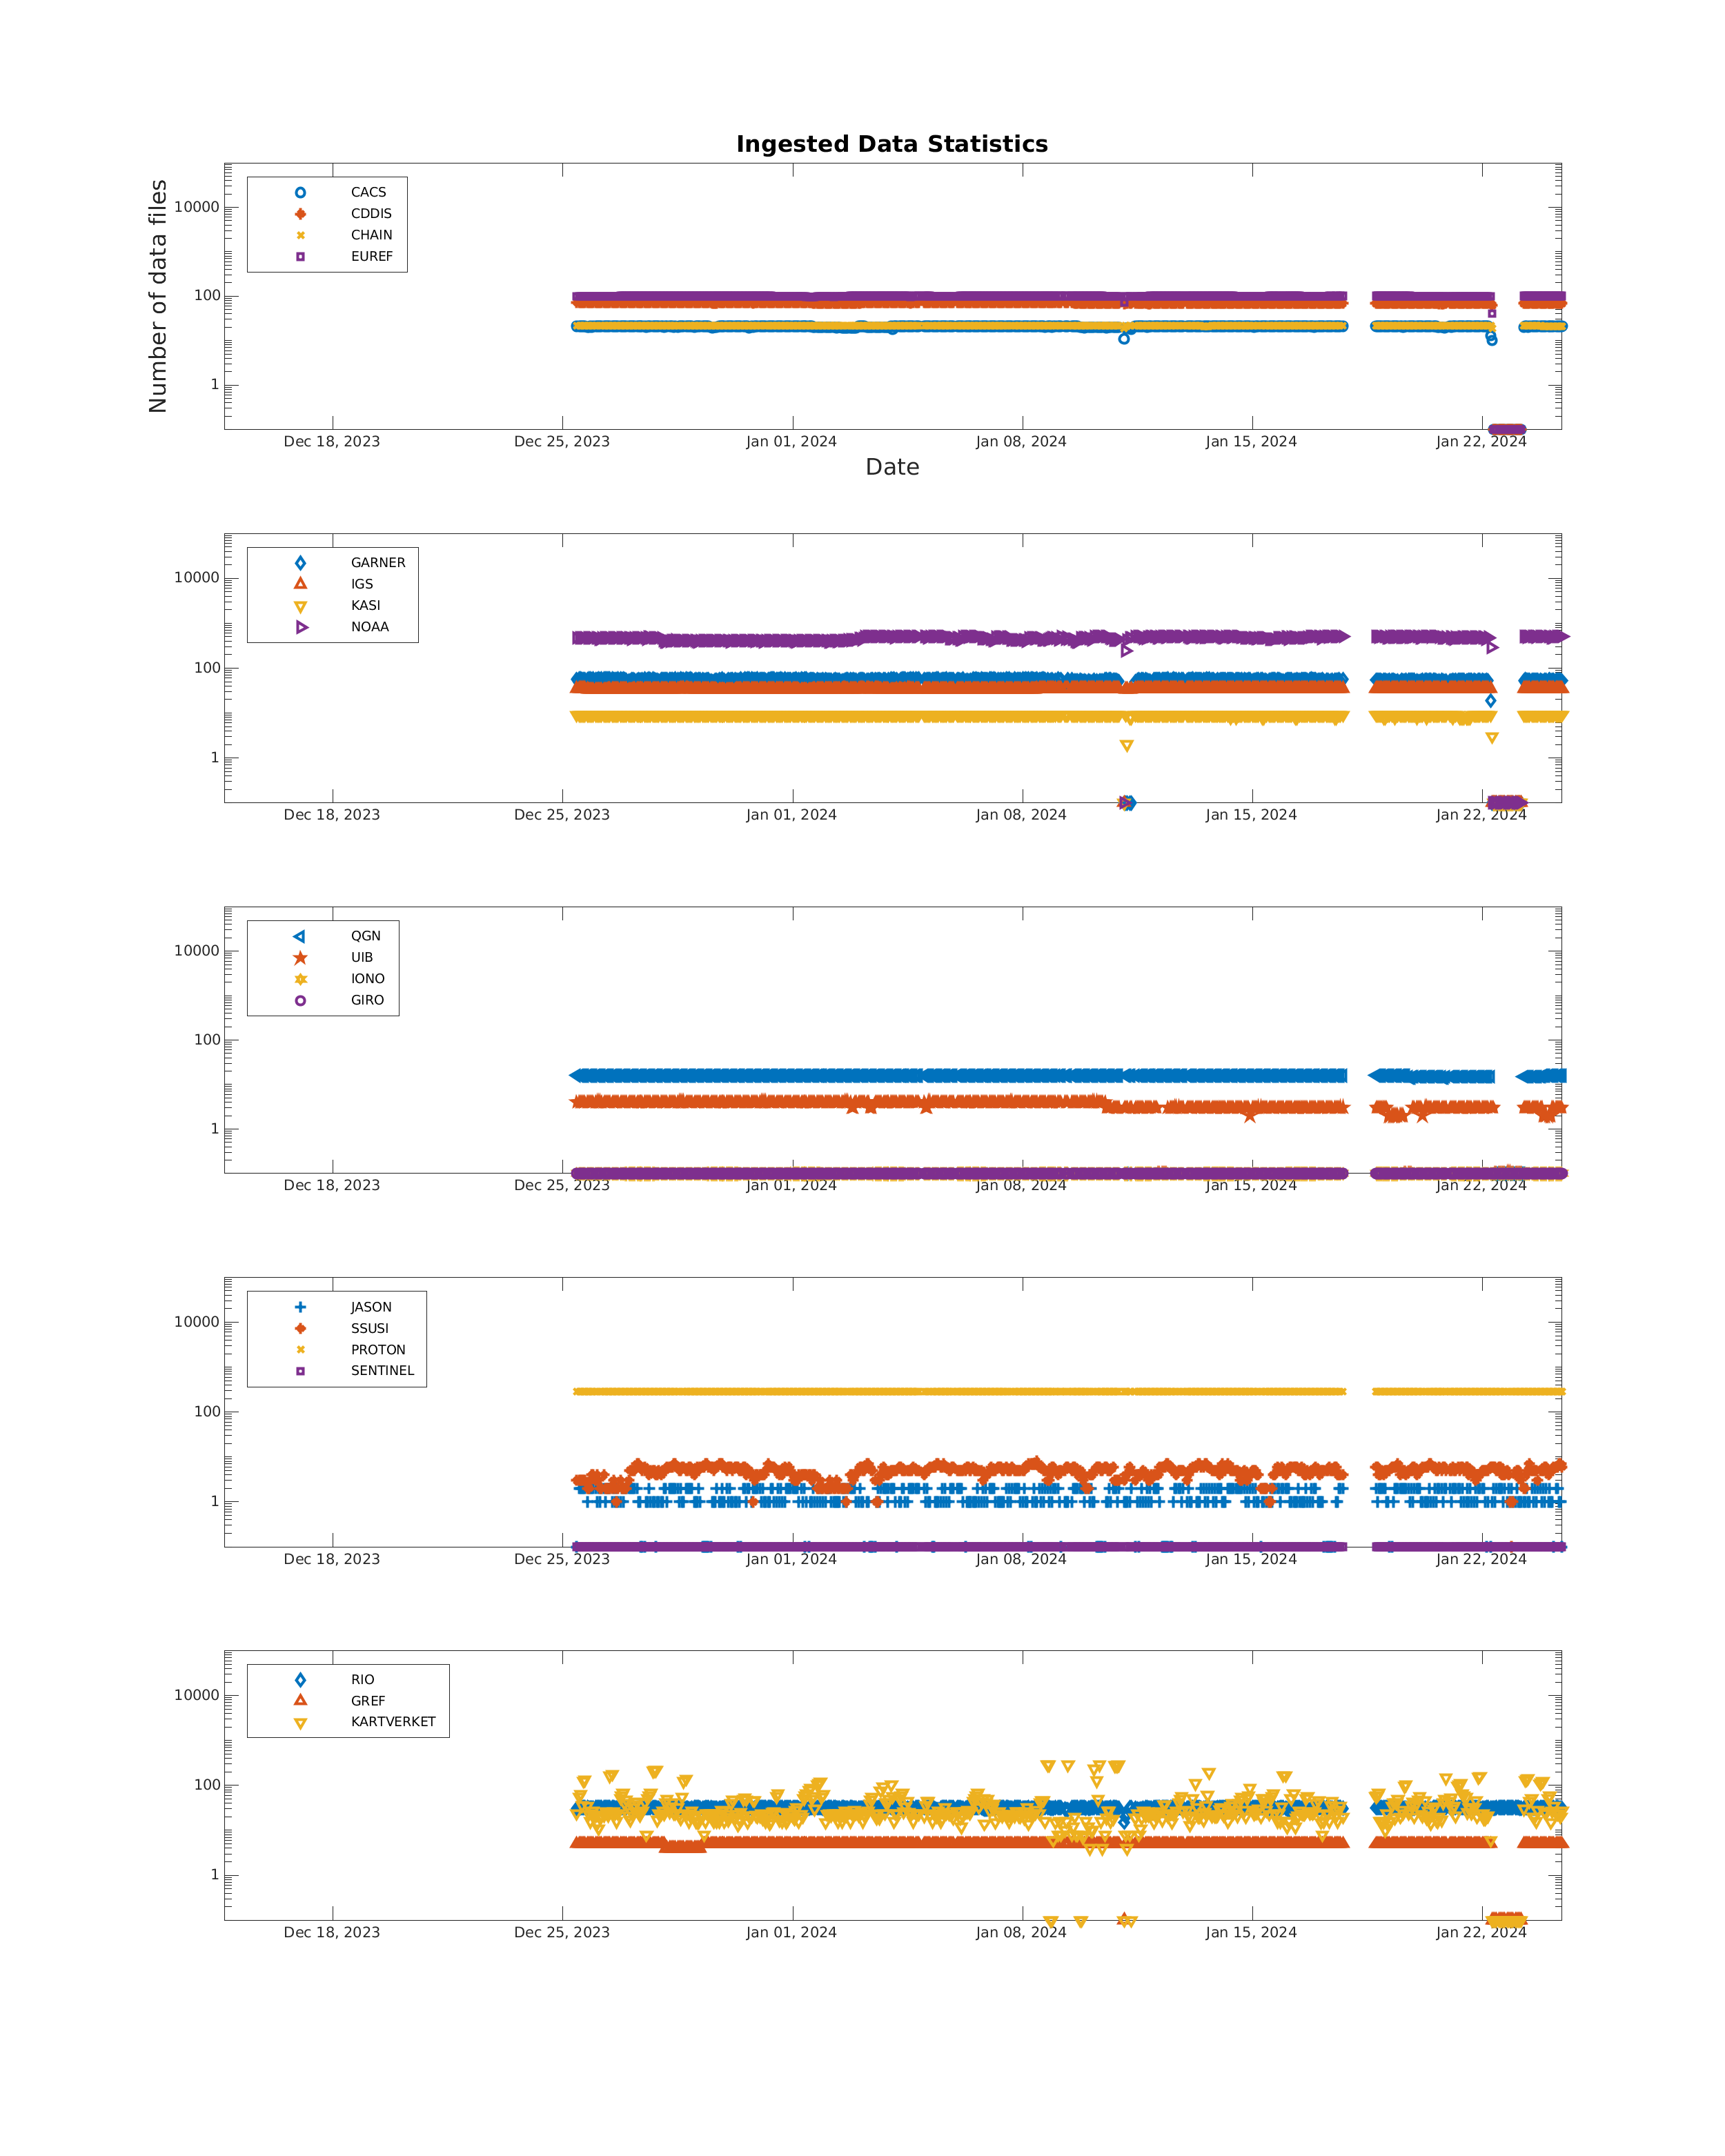 Ingested Data Statistics
Number of data files
CACS
CDDIS
CHAIN
EUREF
10000
100
1
Dec 18, 2023 Dec 25, 2023 Jan 01, 2024 Jan 08, 2024 Jan 15, 2024 Jan 22, 2024
Date
GARNER
IGS
KASI
NOAA
10000
100
1
Dec 18, 2023 Dec 25, 2023 Jan 01, 2024 Jan 08, 2024 Jan 15, 2024 Jan 22, 2024
QGN
UIB
IONO
GIRO
10000
100
1
Dec 18, 2023 Dec 25, 2023 Jan 01, 2024 Jan 08, 2024 Jan 15, 2024 Jan 22, 2024
JASON
SSUSI
PROTON
SENTINEL
10000
100
1
Dec 18, 2023 Dec 25, 2023 Jan 01, 2024 Jan 08, 2024 Jan 15, 2024 Jan 22, 2024
RIO
GREF
KARTVERKET
10000
100
1
Dec 18, 2023 Dec 25, 2023 Jan 01, 2024 Jan 08, 2024 Jan 15, 2024 Jan 22, 2024